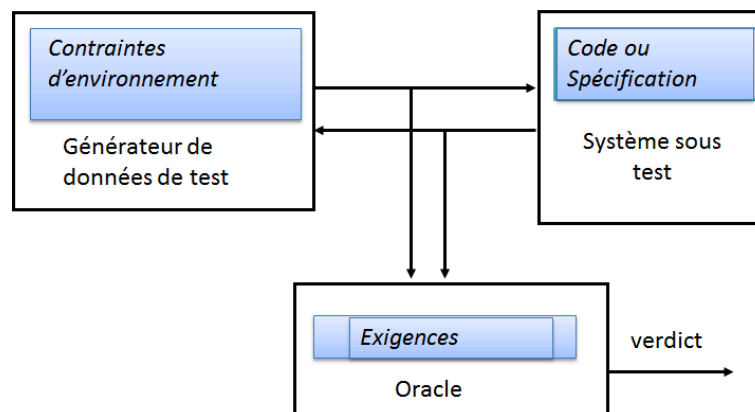 Contraintes
d'environnement
Générateur de
données de test
Code ou
Spécification
Système sous
test
Exigences
Oracle
verdict